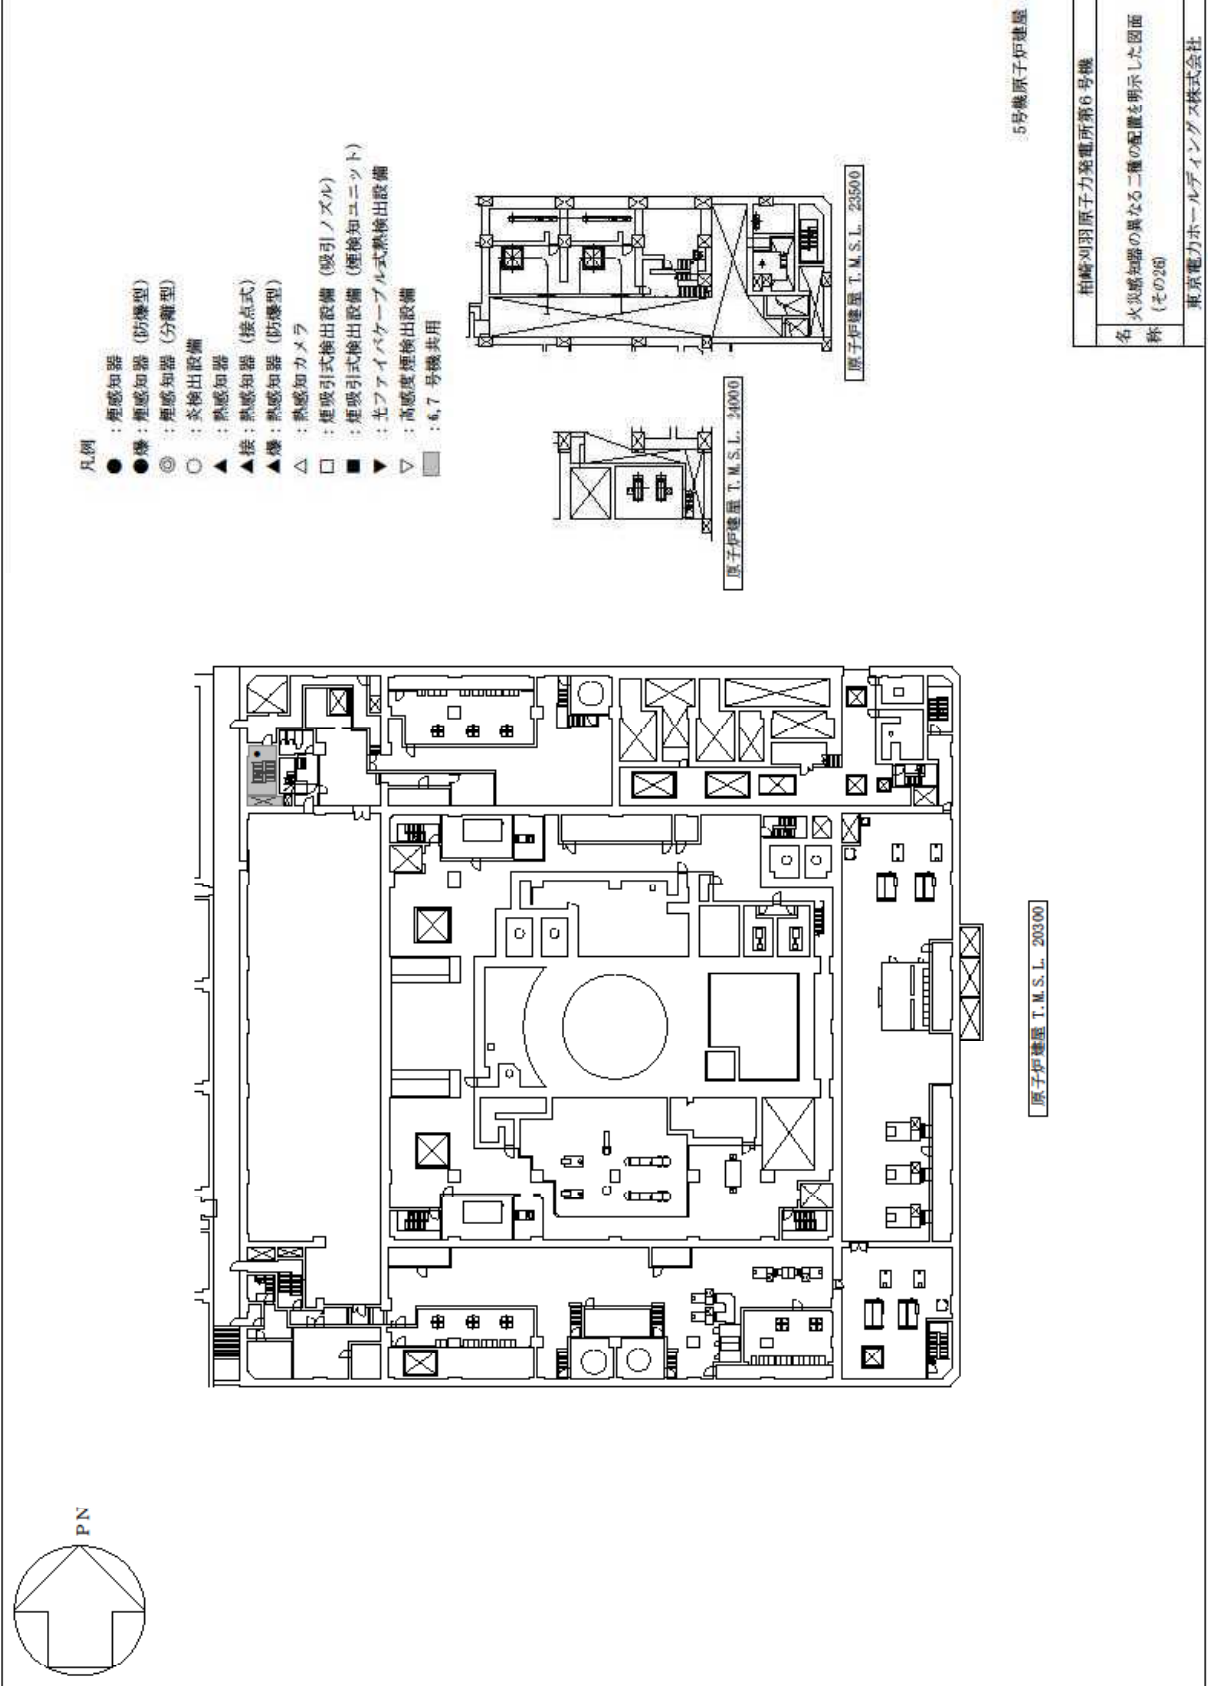 PN
凡例
● : 煙感知器
●爆 : 煙感知器 (防爆型)
◎ : 煙感知器 (分離型)
○ : 炎検出設備
▲ : 熱感知器
▲接 : 熱感知器 (接点式)
▲爆 : 熱感知器 (防爆型)
△ : 熱感知カメラ
□ : 煙吸引式検出設備 (吸引ノズル)
■ : 煙吸引式検出設備 (煙検知ユニット)
▼ : 光ファイバケーブル式熱検出設備
▽ : 高感度煙検出設備
: 6,7 号機共用
原子炉建屋 T.M.S.L. 24000
原子炉建屋 T.M.S.L. 23500
原子炉建屋 T.M.S.L. 20300
5号機原子炉建屋
柏崎刈羽原子力発電所第6号機
名称
火災感知器の異なる二種の配置を明示した図面
(その26)
東京電力ホールディングス株式会社